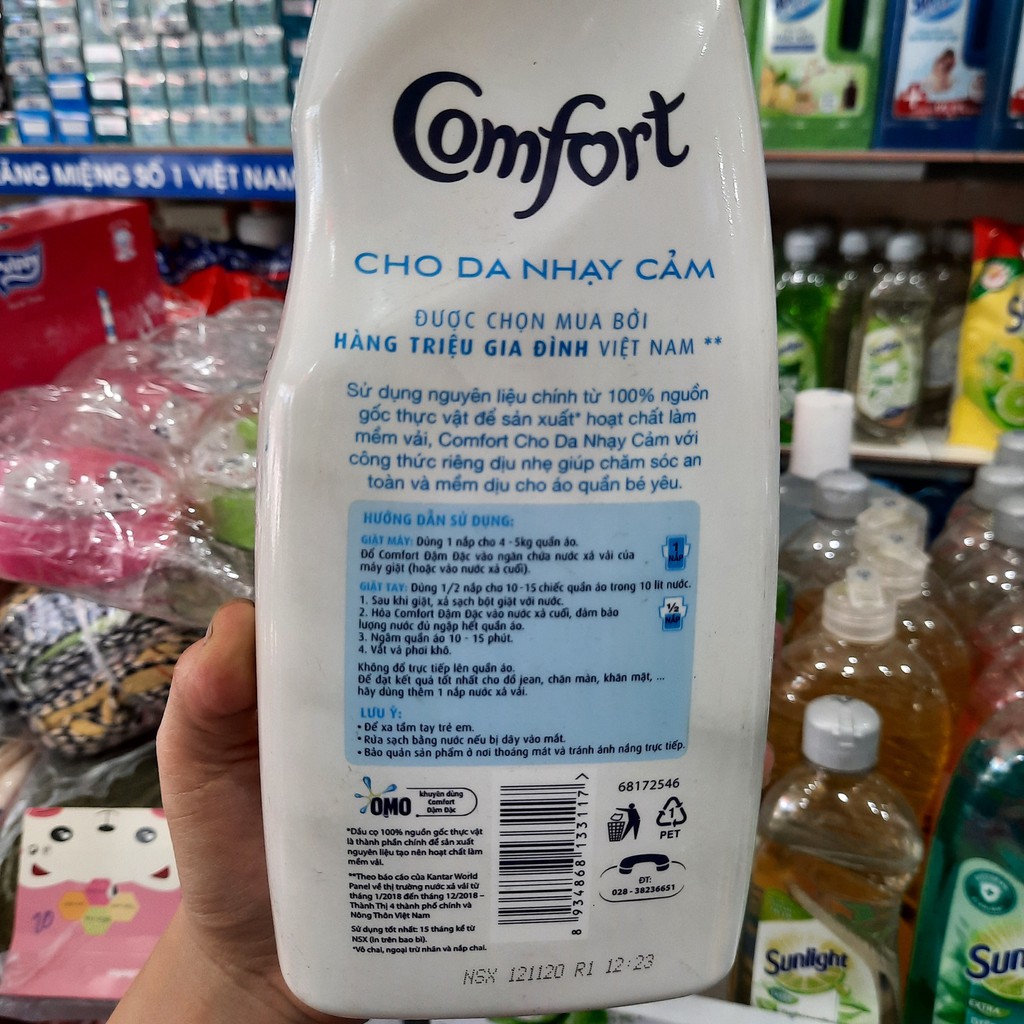 ĂNG MIỆNG SỐ 1 VIỆT NAM
Comfort
CHO DA NHẠY CẢM
ĐƯỢC CHỌN MUA BỞI
HÀNG TRIỆU GIA ĐÌNH VIỆT NAM **
Sử dụng nguyên liệu chính từ 100% nguồn
gốc thực vật để sản xuất* hoạt chất làm
mềm vải, Comfort Cho Da Nhạy Cảm với
công thức riêng dịu nhẹ giúp chăm sóc an
toàn và mềm dịu cho áo quần bé yêu.
HƯỚNG DẪN SỬ DỤNG:
GIẶT MÁY: Dùng 1 nắp cho 4 - 5kg quần áo.
Đổ Comfort Đậm Đặc vào ngăn chứa nước xả vải của
máy giặt (hoặc vào nước xả cuối).
1
NẮP
GIẶT TAY: Dùng 1/2 nắp cho 10 - 15 chiếc quần áo trong 10 lít nước.
1. Sau khi giặt, xả sạch bột giặt với nước.
2. Hòa Comfort Đậm Đặc vào nước xả cuối, đảm bảo
lượng nước đủ ngập hết quần áo.
3. Ngâm quần áo 10 - 15 phút.
4. Vắt và phơi khô.
1/2
NẮP
Không đổ trực tiếp lên quần áo.
Để đạt kết quả tốt nhất cho đồ jean, chăn màn, khăn mặt, ...
hãy dùng thêm 1 nắp nước xả vải.
LƯU Ý:
• Để xa tầm tay trẻ em.
• Rửa sạch bằng nước nếu bị dây vào mắt.
• Bảo quản sản phẩm ở nơi thoáng mát và tránh ánh nắng trực tiếp.
OMO
khuyên dùng
Comfort
Đậm Đặc
*Dầu cọ 100% nguồn gốc thực vật
là thành phần chính để sản xuất
nguyên liệu tạo nên hoạt chất làm
mềm vải.
**Theo báo cáo của Kantar World
Panel về thị trường nước xả vải từ
tháng 1/2018 đến tháng 12/2018 –
Thành Thị 4 thành phố chính và
Nông Thôn Việt Nam
Sử dụng tốt nhất: 15 tháng kể từ
NSX (in trên bao bì).
*Vỏ chai, ngoại trừ nhãn và nắp chai.
8 934868 133117 >
68172546
1
PET
ĐT:
028 - 38236651
NSX 121120 R1 12:23
Sunlight
Sun
EXTRA
20